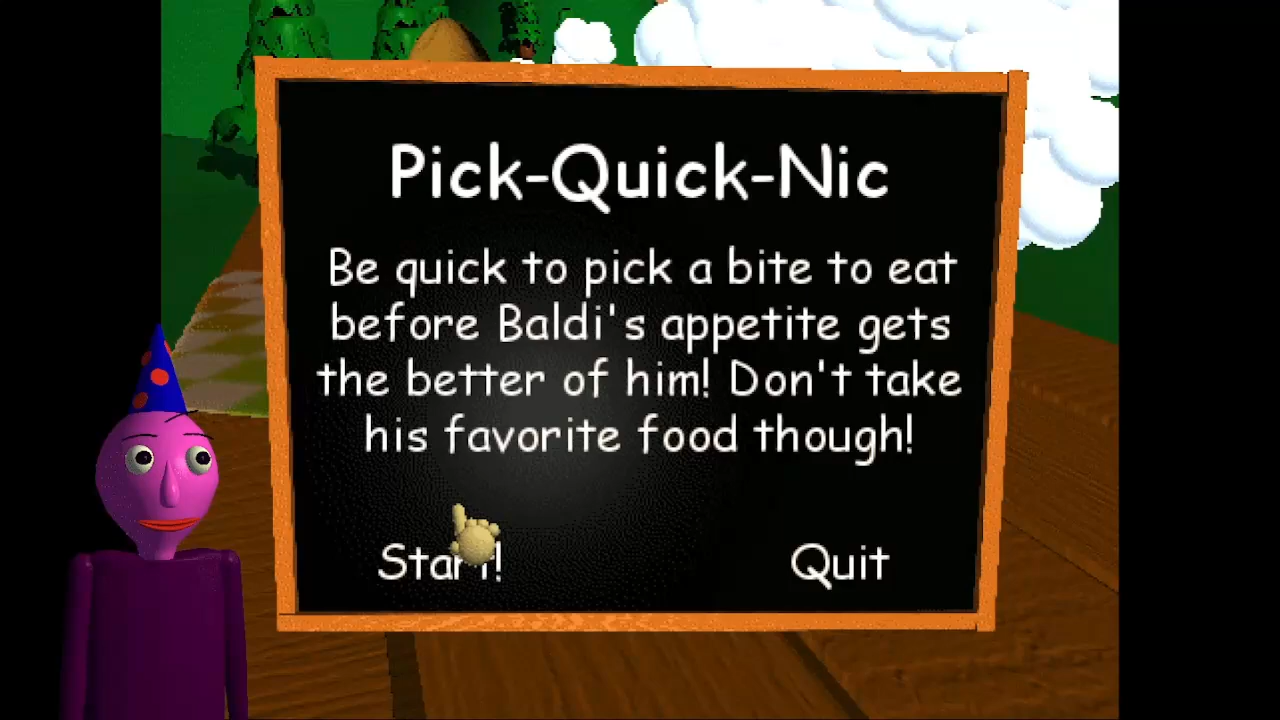 Pick-Quick-Nic
Be quick to pick a bite to eat
before Baldi's appetite gets
the better of him! Don't take
his favorite food though!
Start!
Quit